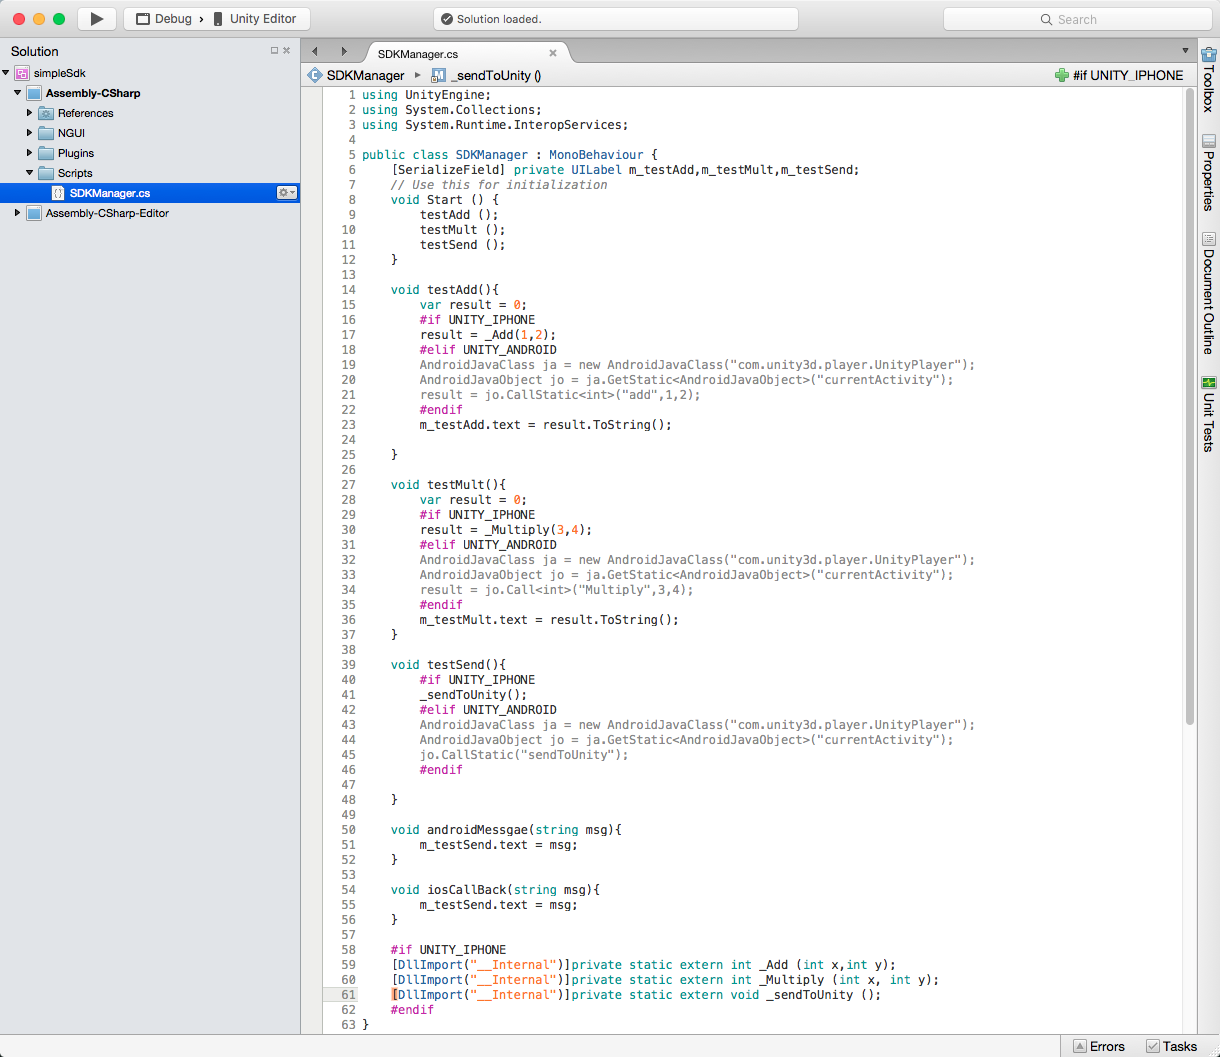 Debug › Unity Editor
Solution loaded.
Search
Solution
simpleSdk
Assembly-CSharp
References
NGUI
Plugins
Scripts
SDKManager.cs
Assembly-CSharp-Editor
SDKManager.cs
SDKManager ▸ _sendToUnity ()
#if UNITY_IPHONE
1 using UnityEngine;
2 using System.Collections;
3 using System.Runtime.InteropServices;
4
5 public class SDKManager : MonoBehaviour {
6     [SerializeField] private UILabel m_testAdd,m_testMult,m_testSend;
7     // Use this for initialization
8     void Start () {
9         testAdd ();
10         testMult ();
11         testSend ();
12     }
13
14     void testAdd(){
15         var result = 0;
16         #if UNITY_IPHONE
17         result = _Add(1,2);
18         #elif UNITY_ANDROID
19         AndroidJavaClass ja = new AndroidJavaClass("com.unity3d.player.UnityPlayer");
20         AndroidJavaObject jo = ja.GetStatic<AndroidJavaObject>("currentActivity");
21         result = jo.CallStatic<int>("add",1,2);
22         #endif
23         m_testAdd.text = result.ToString();
24
25     }
26
27     void testMult(){
28         var result = 0;
29         #if UNITY_IPHONE
30         result = _Multiply(3,4);
31         #elif UNITY_ANDROID
32         AndroidJavaClass ja = new AndroidJavaClass("com.unity3d.player.UnityPlayer");
33         AndroidJavaObject jo = ja.GetStatic<AndroidJavaObject>("currentActivity");
34         result = jo.Call<int>("Multiply",3,4);
35         #endif
36         m_testMult.text = result.ToString();
37     }
38
39     void testSend(){
40         #if UNITY_IPHONE
41         _sendToUnity();
42         #elif UNITY_ANDROID
43         AndroidJavaClass ja = new AndroidJavaClass("com.unity3d.player.UnityPlayer");
44         AndroidJavaObject jo = ja.GetStatic<AndroidJavaObject>("currentActivity");
45         jo.CallStatic("sendToUnity");
46         #endif
47
48     }
49
50     void androidMessgae(string msg){
51         m_testSend.text = msg;
52     }
53
54     void iosCallBack(string msg){
55         m_testSend.text = msg;
56     }
57
58     #if UNITY_IPHONE
59     [DllImport("__Internal")]private static extern int _Add (int x,int y);
60     [DllImport("__Internal")]private static extern int _Multiply (int x, int y);
61     [DllImport("__Internal")]private static extern void _sendToUnity ();
62     #endif
63 }
Toolbox
Properties
Document Outline
Unit Tests
Errors
Tasks